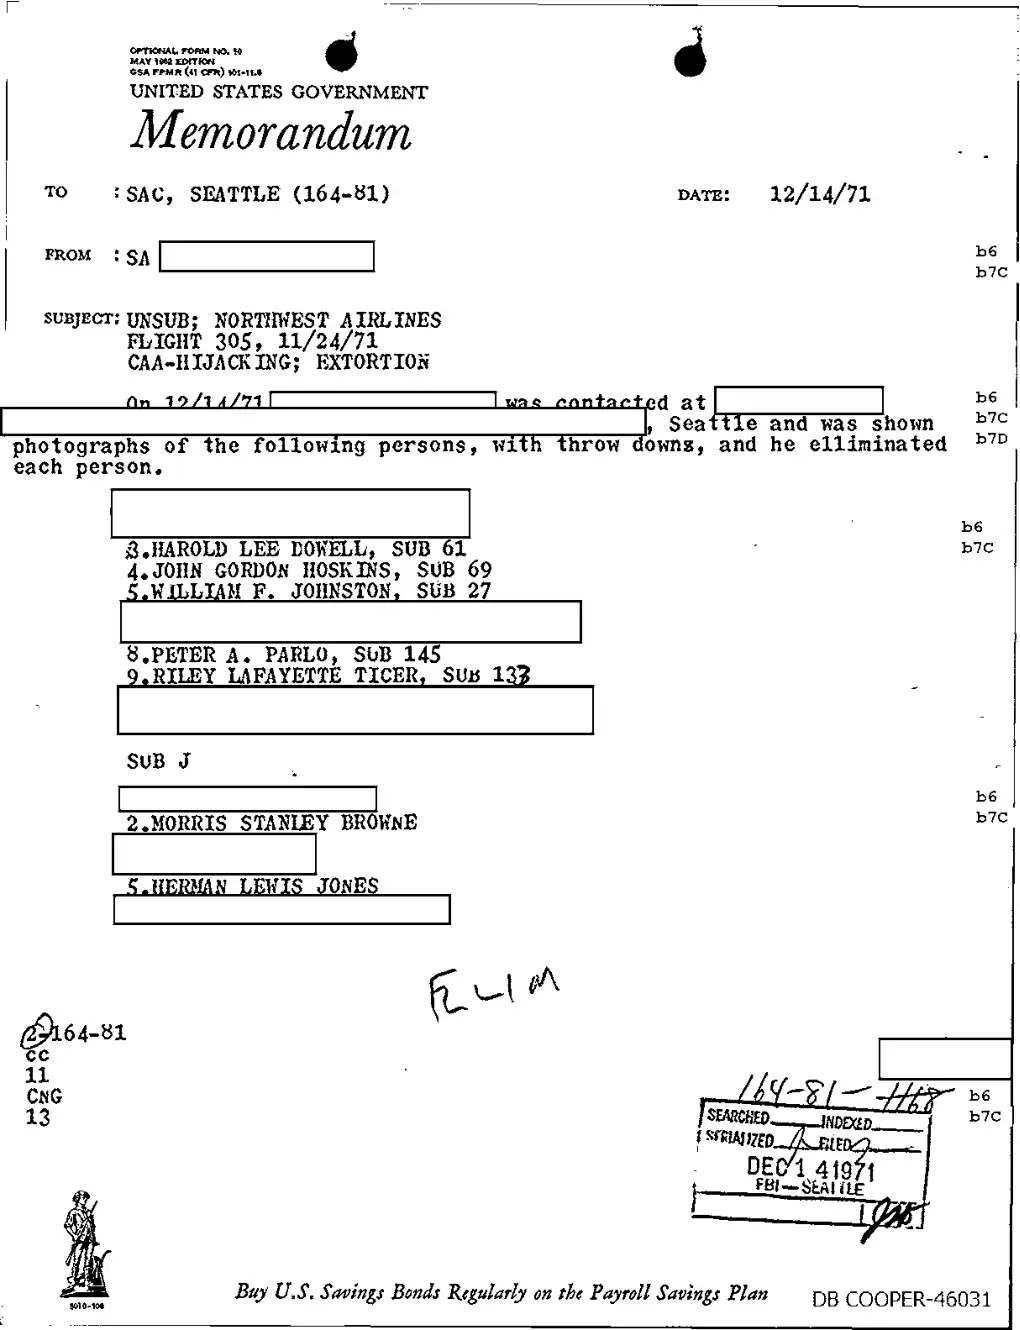 OPTIONAL FORM NO. 10
MAY 1962 EDITION
GSA FPMR (41 CFR) 101-11.6
UNITED STATES GOVERNMENT
Memorandum
TO : SAC, SEATTLE (164-81) DATE: 12/14/71
FROM : SA b6
b7C
SUBJECT: UNSUB; NORTHWEST AIRLINES
FLIGHT 305, 11/24/71
CAA-HIJACKING; EXTORTION
On 12/14/71 was contacted at b6
, Seattle and was shown b7C
photographs of the following persons, with throw downs, and he elliminated b7D
each person.
b6
3.HAROLD LEE DOWELL, SUB 61 b7C
4.JOHN GORDON HOSKINS, SUB 69
5.WILLIAM F. JOHNSTON, SUB 27
8.PETER A. PARLO, SUB 145
9.RILEY LAFAYETTE TICER, SUB 133
SUB J
b6
2.MORRIS STANLEY BROWNE b7C
5.HERMAN LEWIS JONES
ELIM
2-164-81
cc
11
CNG
13
164-81-1168 b6
b7C
SEARCHED INDEXED
SERIALIZED FILED
DEC 14 1971
FBI — SEATTLE
5010-108
Buy U.S. Savings Bonds Regularly on the Payroll Savings Plan
DB COOPER-46031